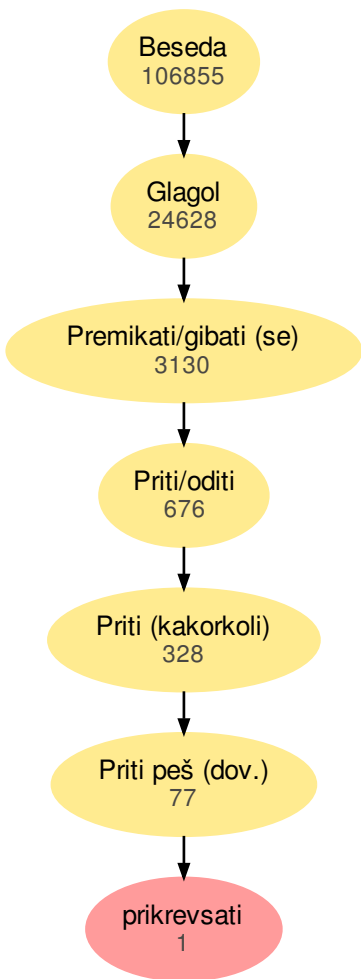 Beseda
106855
Glagol
24628
Premikati/gibati (se)
3130
Priti/oditi
676
Priti (kakorkoli)
328
Priti peš (dov.)
77
prikrevsati
1